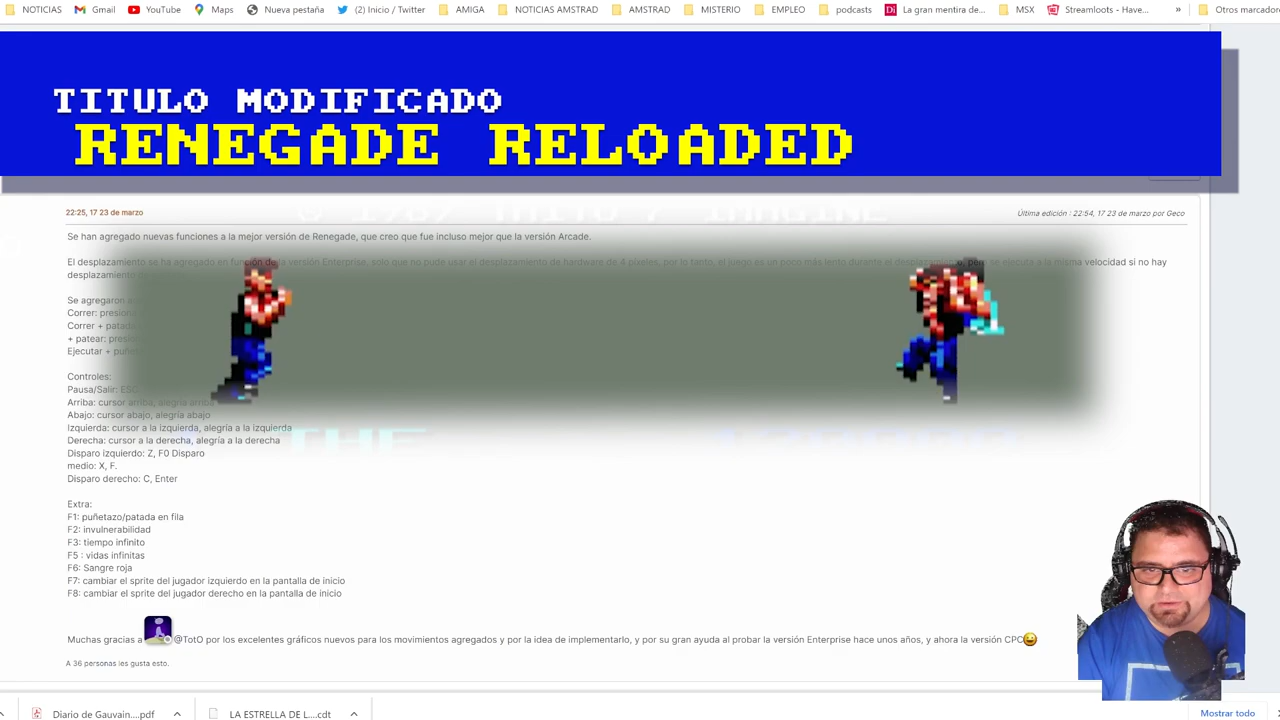 NOTICIAS Gmail YouTube Maps Nueva pestaña (2) Inicio / Twitter AMIGA NOTICIAS AMSTRAD AMSTRAD MISTERIO EMPLEO podcasts La gran mentira de... MSX Streamloots - Have... » Otros marcador
TITULO MODIFICADO
RENEGADE RELOADED
22:25, 17 23 de marzo
Última edición : 22:54, 17 23 de marzo por Geco
TAITO / IMAGINE
Se han agregado nuevas funciones a la mejor versión de Renegade, que creo que fue incluso mejor que la versión Arcade.
El desplazamiento se ha agregado en función de la versión Enterprise, solo que no pude usar el desplazamiento de hardware de 4 píxeles, por lo tanto, el juego es un poco más lento durante el desplazamiento, pero se ejecuta a la misma velocidad si no hay
desplazamiento
Se agregaron
Correr: presion
Correr + patada
+ patear: presion
Ejecutar + puñet
Controles:
Pausa/Salir: ESC
Arriba: cursor arriba, alegría arriba
Abajo: cursor abajo, alegría abajo
Izquierda: cursor a la izquierda, alegría a la izquierda
THE
Derecha: cursor a la derecha, alegría a la derecha
Disparo izquierdo: Z, F0 Disparo
medio: X, F.
Disparo derecho: C, Enter
Extra:
F1: puñetazo/patada en fila
F2: invulnerabilidad
F3: tiempo infinito
F5 : vidas infinitas
F6: Sangre roja
F7: cambiar el sprite del jugador izquierdo en la pantalla de inicio
F8: cambiar el sprite del jugador derecho en la pantalla de inicio
Muchas gracias a @TotO por los excelentes gráficos nuevos para los movimientos agregados y por la idea de implementarlo, y por su gran ayuda al probar la versión Enterprise hace unos años, y ahora la versión CPC
A 36 personas les gusta esto.
Diario de Gauvain....pdf LA ESTRELLA DE L....cdt Mostrar todo